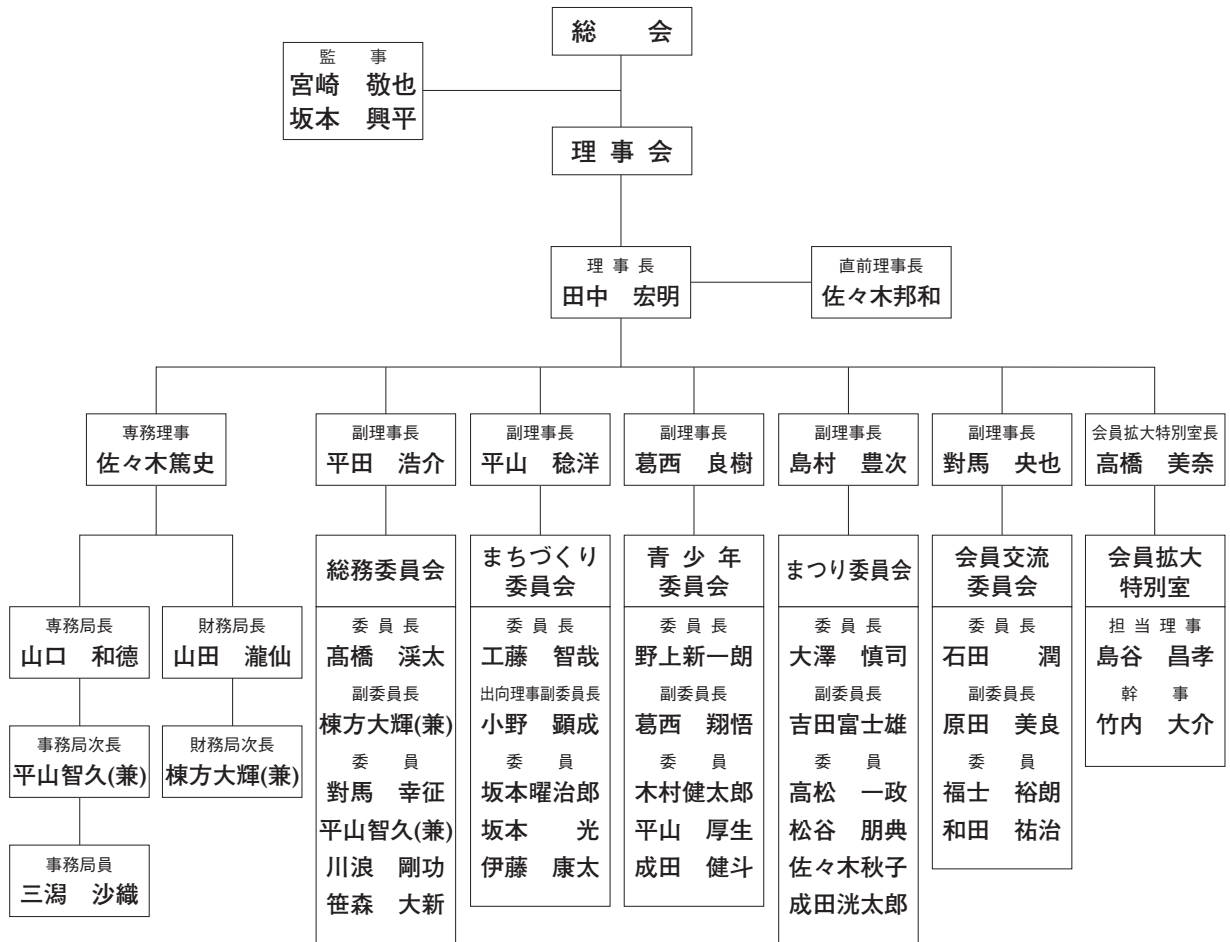 総　会
監　事
宮崎　敬也
坂本　興平
理 事 会
理 事 長
田中　宏明
直前理事長
佐々木邦和
専務理事
佐々木篤史
副理事長
平田　浩介
副理事長
平山　稔洋
副理事長
葛西　良樹
副理事長
島村　豊次
副理事長
對馬　央也
会員拡大特別室長
高橋　美奈
専務局長
山口　和徳
事務局次長
平山智久(兼)
事務局員
三潟　沙織
財務局長
山田　瀧仙
財務局次長
棟方大輝(兼)
総務委員会
委 員 長
髙橋　渓太
副委員長
棟方大輝(兼)
委　員
對馬　幸征
平山智久(兼)
川浪　剛功
笹森　大新
まちづくり
委員会
委 員 長
工藤　智哉
出向理事副委員長
小野　顕成
委　員
坂本曜治郎
坂本　光
伊藤　康太
青 少 年
委員会
委 員 長
野上新一朗
副委員長
葛西　翔悟
委　員
木村健太郎
平山　厚生
成田　健斗
まつり委員会
委 員 長
大澤　慎司
副委員長
吉田富士雄
委　員
高松　一政
松谷　朋典
佐々木秋子
成田洸太郎
会員交流
委員会
委 員 長
石田　潤
副委員長
原田　美良
委　員
福士　裕朗
和田　祐治
会員拡大
特別室
担 当 理 事
島谷　昌孝
幹　事
竹内　大介